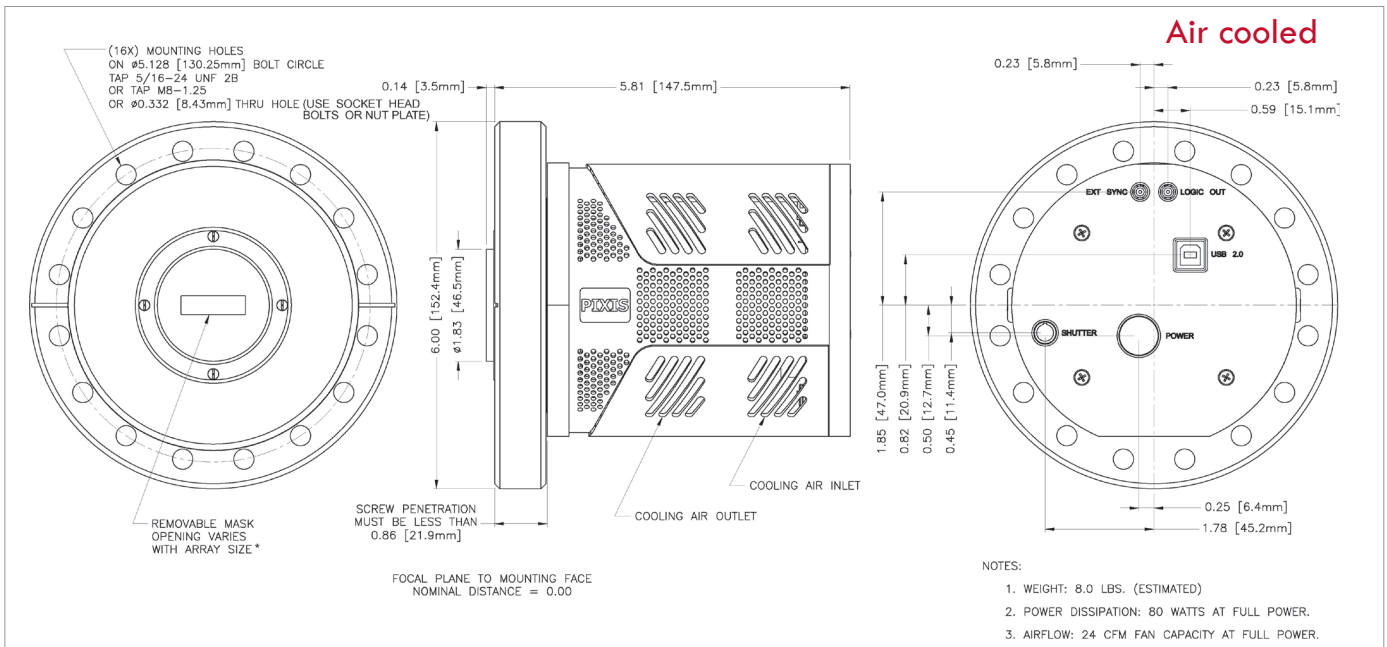 Air cooled
(16X) MOUNTING HOLES
ON ø5.128 [130.25mm] BOLT CIRCLE
TAP 5/16-24 UNF 2B
OR TAP M8-1.25
OR ø0.332 [8.43mm] THRU HOLE (USE SOCKET HEAD
BOLTS OR NUT PLATE)
0.14 [3.5mm]
5.81 [147.5mm]
0.23 [5.8mm]
0.23 [5.8mm]
0.59 [15.1mm]
EXT SYNC
LOGIC OUT
USB 2.0
6.00 [152.4mm]
ø1.83 [46.5mm]
PIXIS
SHUTTER
POWER
1.85 [47.0mm]
0.82 [20.9mm]
0.50 [12.7mm]
0.45 [11.4mm]
COOLING AIR INLET
COOLING AIR OUTLET
SCREW PENETRATION
MUST BE LESS THAN
0.86 [21.9mm]
REMOVABLE MASK
OPENING VARIES
WITH ARRAY SIZE*
0.25 [6.4mm]
1.78 [45.2mm]
FOCAL PLANE TO MOUNTING FACE
NOMINAL DISTANCE = 0.00
NOTES:
1. WEIGHT: 8.0 LBS. (ESTIMATED)
2. POWER DISSIPATION: 80 WATTS AT FULL POWER.
3. AIRFLOW: 24 CFM FAN CAPACITY AT FULL POWER.